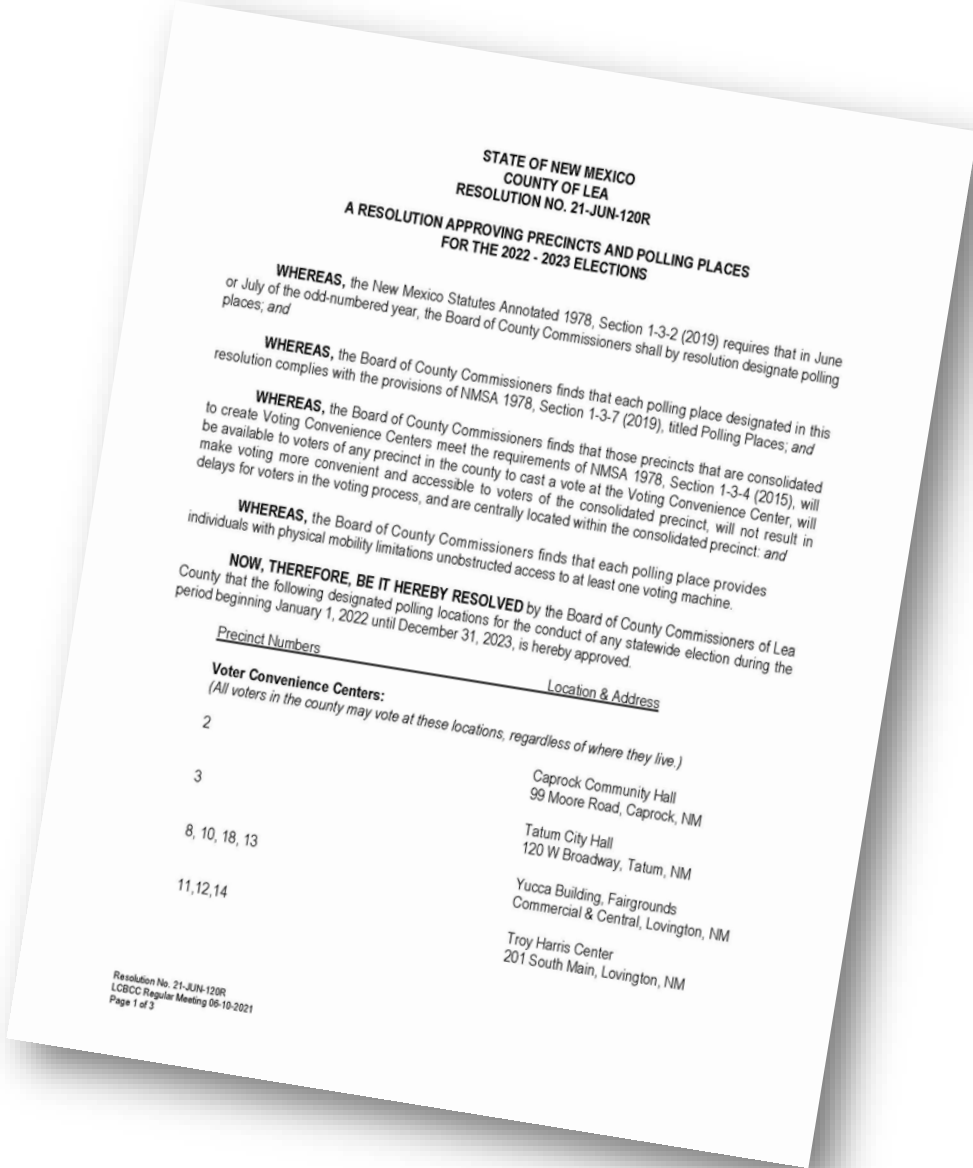 STATE OF NEW MEXICO
COUNTY OF LEA
RESOLUTION NO. 21-JUN-120R
A RESOLUTION APPROVING PRECINCTS AND POLLING PLACES
FOR THE 2022 - 2023 ELECTIONS
WHEREAS, the New Mexico Statutes Annotated 1978, Section 1-3-2 (2019) requires that in June
or July of the odd-numbered year, the Board of County Commissioners shall by resolution designate polling
places; and
WHEREAS, the Board of County Commissioners finds that each polling place designated in this
resolution complies with the provisions of NMSA 1978, Section 1-3-7 (2019), titled Polling Places; and
WHEREAS, the Board of County Commissioners finds that those precincts that are consolidated
to create Voting Convenience Centers meet the requirements of NMSA 1978, Section 1-3-4 (2015), will
be available to voters of any precinct in the county to cast a vote at the Voting Convenience Center, will
make voting more convenient and accessible to voters of the consolidated precinct, will not result in
delays for voters in the voting process, and are centrally located within the consolidated precinct: and
WHEREAS, the Board of County Commissioners finds that each polling place provides
individuals with physical mobility limitations unobstructed access to at least one voting machine.
NOW, THEREFORE, BE IT HEREBY RESOLVED by the Board of County Commissioners of Lea
County that the following designated polling locations for the conduct of any statewide election during the
period beginning January 1, 2022 until December 31, 2023, is hereby approved.
Precinct Numbers Location & Address
Voter Convenience Centers:
(All voters in the county may vote at these locations, regardless of where they live.)
2 Caprock Community Hall
99 Moore Road, Caprock, NM
3 Tatum City Hall
120 W Broadway, Tatum, NM
8, 10, 18, 13 Yucca Building, Fairgrounds
Commercial & Central, Lovington, NM
11,12,14 Troy Harris Center
201 South Main, Lovington, NM
Resolution No. 21-JUN-120R
LCBCC Regular Meeting 06-10-2021
Page 1 of 3